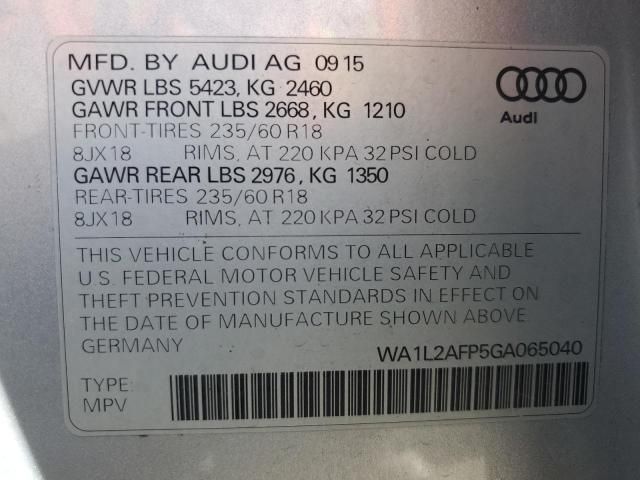 MFD. BY AUDI AG 09 15
GVWR LBS 5423, KG 2460
GAWR FRONT LBS 2668, KG 1210
FRONT-TIRES 235/60 R18
8JX18 RIMS, AT 220 KPA 32 PSI COLD
GAWR REAR LBS 2976, KG 1350
REAR-TIRES 235/60 R18
8JX18 RIMS, AT 220 KPA 32 PSI COLD
Audi
THIS VEHICLE CONFORMS TO ALL APPLICABLE
U.S. FEDERAL MOTOR VEHICLE SAFETY AND
THEFT PREVENTION STANDARDS IN EFFECT ON
THE DATE OF MANUFACTURE SHOWN ABOVE.
GERMANY WA1L2AFP5GA065040
TYPE:
MPV